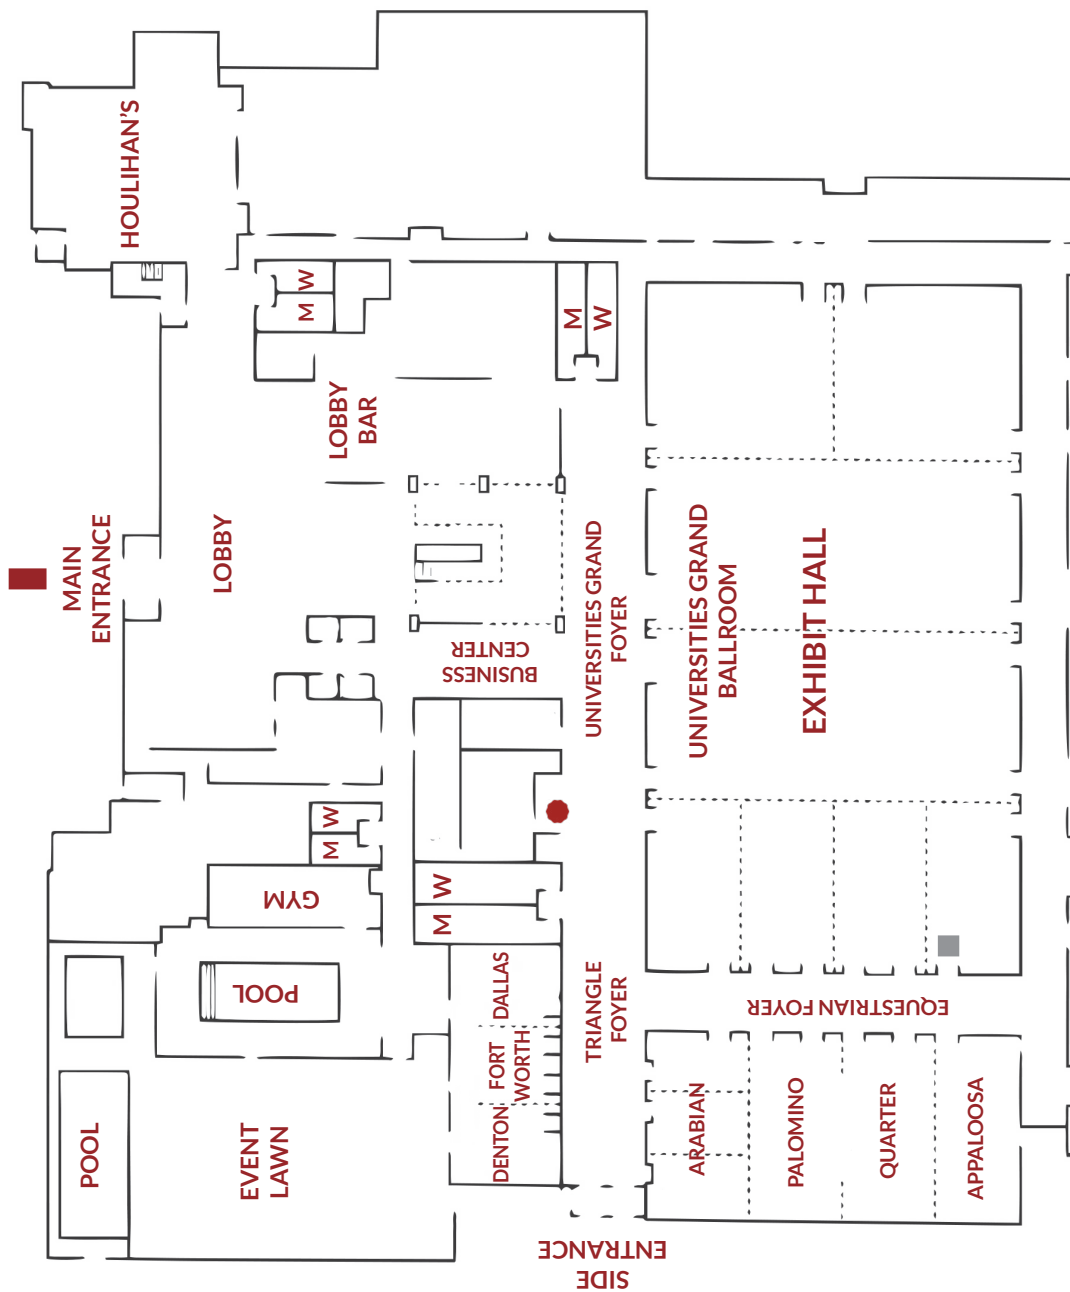 HOULIHAN'S
M W
M
W
LOBBY
BAR
MAIN
ENTRANCE
LOBBY
BUSINESS
CENTER
UNIVERSITIES GRAND
FOYER
UNIVERSITIES GRAND
BALLROOM
EXHIBIT HALL
M W
GYM
M W
POOL
DALLAS
FORT
WORTH
DENTON
TRIANGLE
FOYER
EQUESTRIAN FOYER
POOL
EVENT
LAWN
ARABIAN
PALOMINO
QUARTER
APPALOOSA
SIDE
ENTRANCE